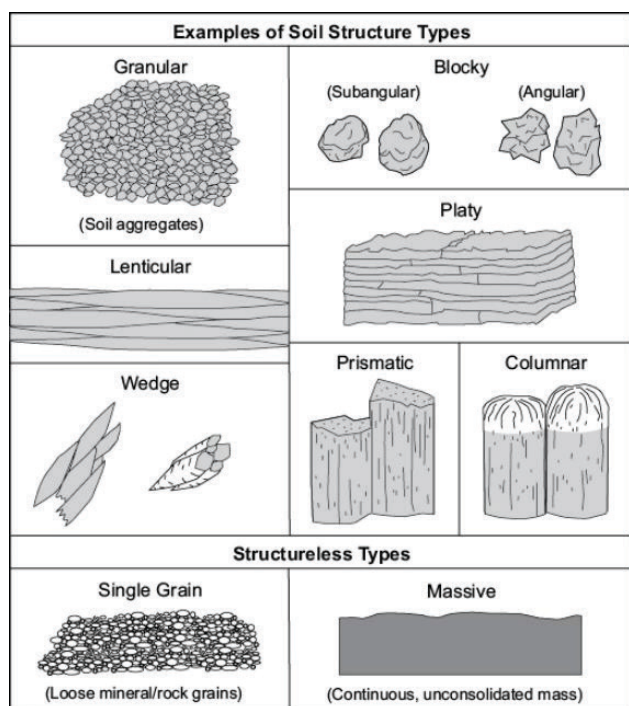 Examples of Soil Structure Types
Granular
(Soil aggregates)
Blocky
(Subangular)
(Angular)
Platy
Lenticular
Wedge
Prismatic
Columnar
Structureless Types
Single Grain
(Loose mineral/rock grains)
Massive
(Continuous, unconsolidated mass)